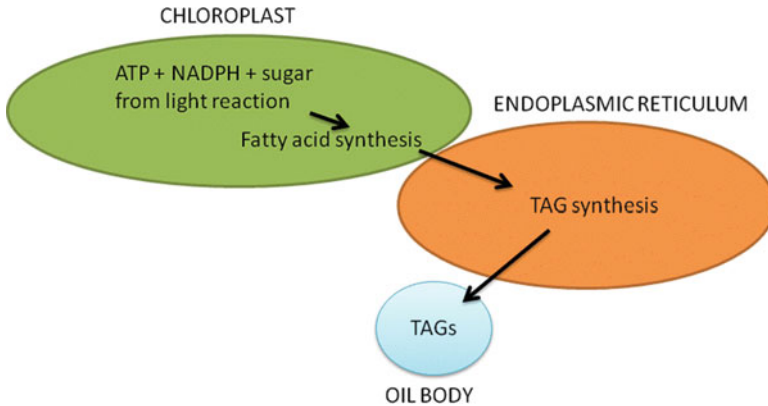 CHLOROPLAST
ATP + NADPH + sugar
from light reaction
Fatty acid synthesis
ENDOPLASMIC RETICULUM
TAG synthesis
TAGs
OIL BODY